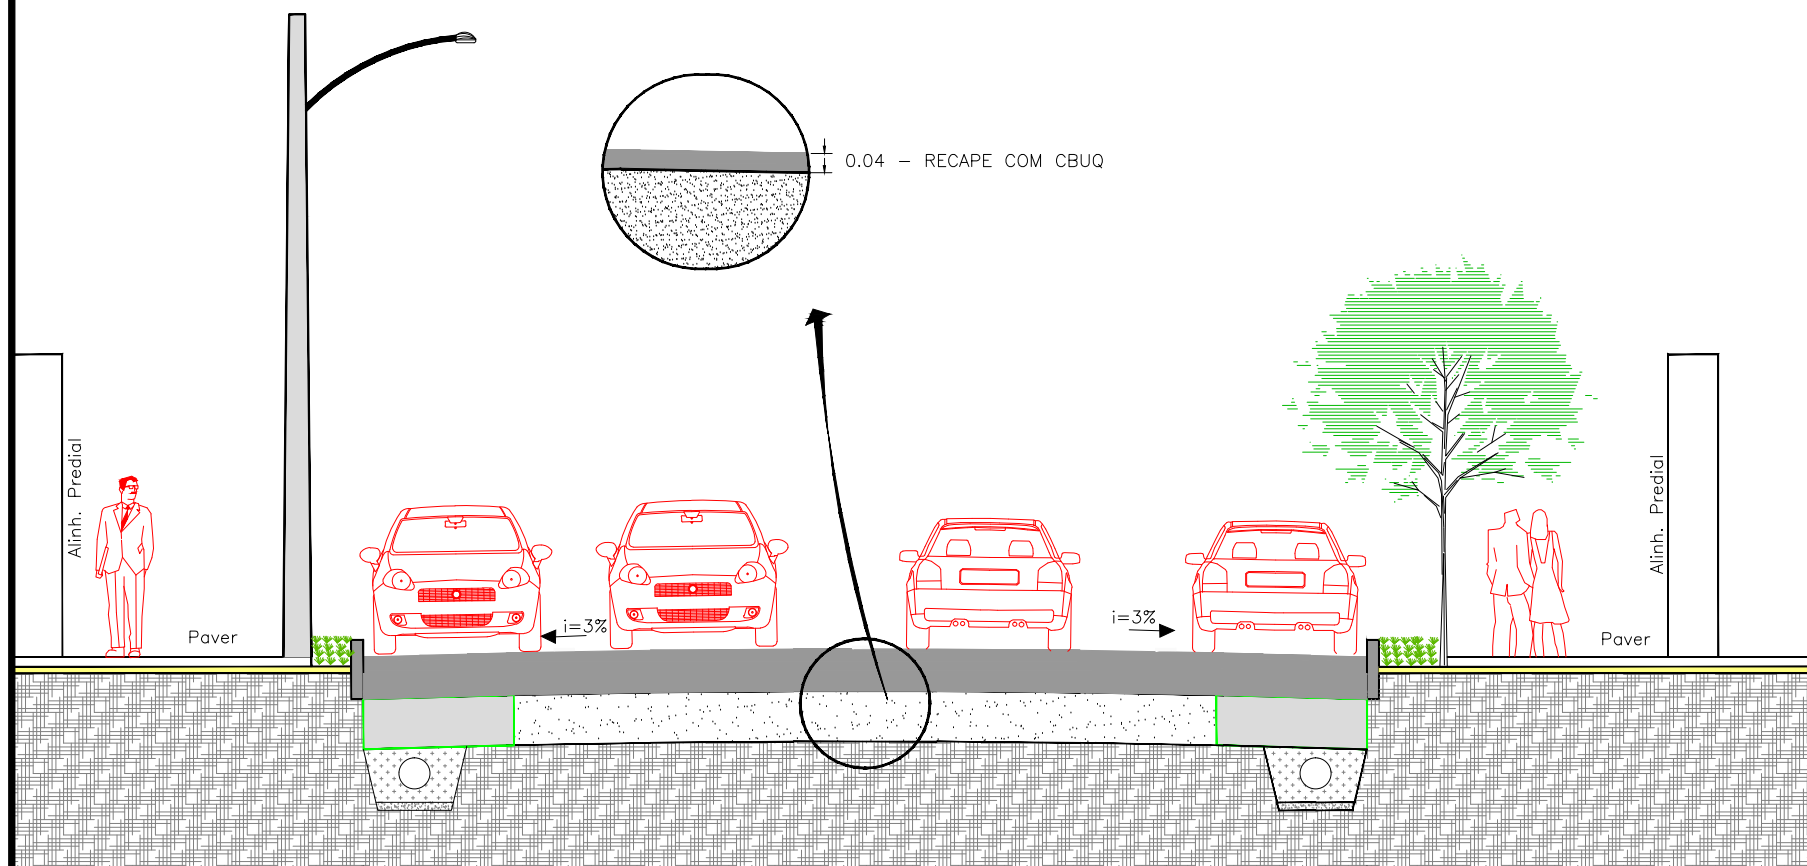 0.04 – RECAPE COM CBUQ
Alinh. Predial
Alinh. Predial
i=3%
i=3%
Paver
Paver